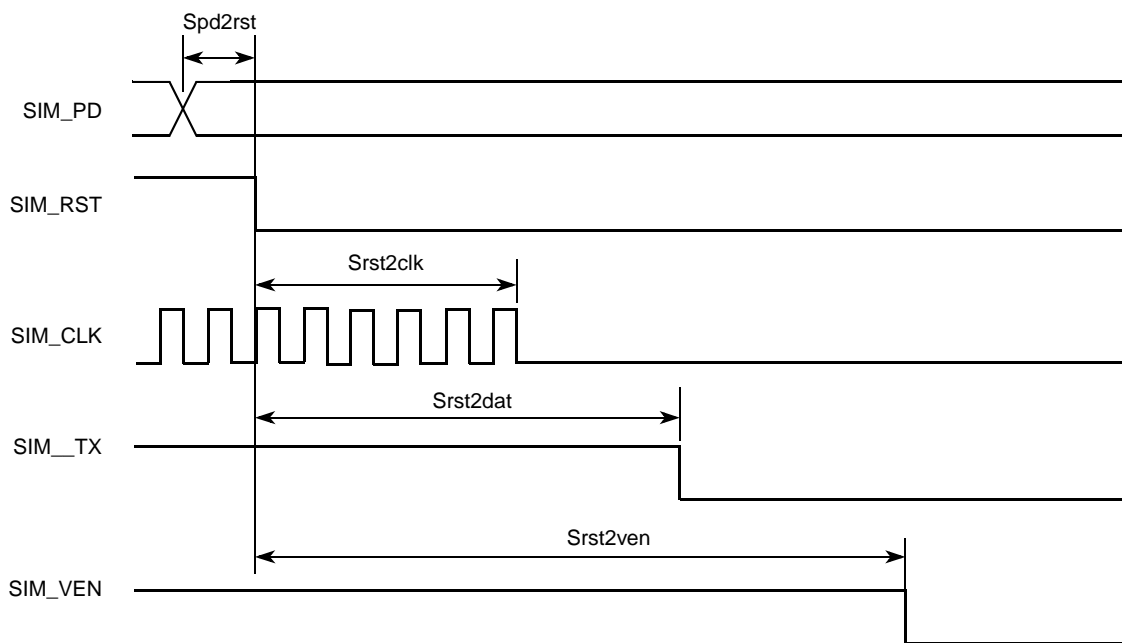 Spd2rst
SIM_PD
SIM_RST
Srst2clk
SIM_CLK
Srst2dat
SIM__TX
Srst2ven
SIM_VEN